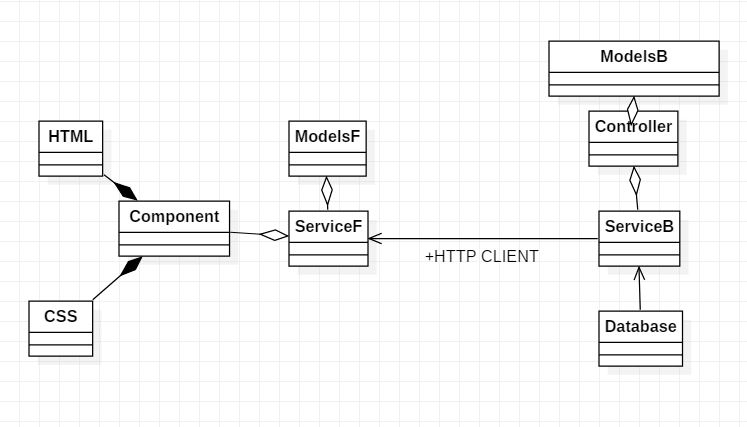 ModelsB
Controller
HTML
ModelsF
Component
ServiceF
ServiceB
+HTTP CLIENT
CSS
Database